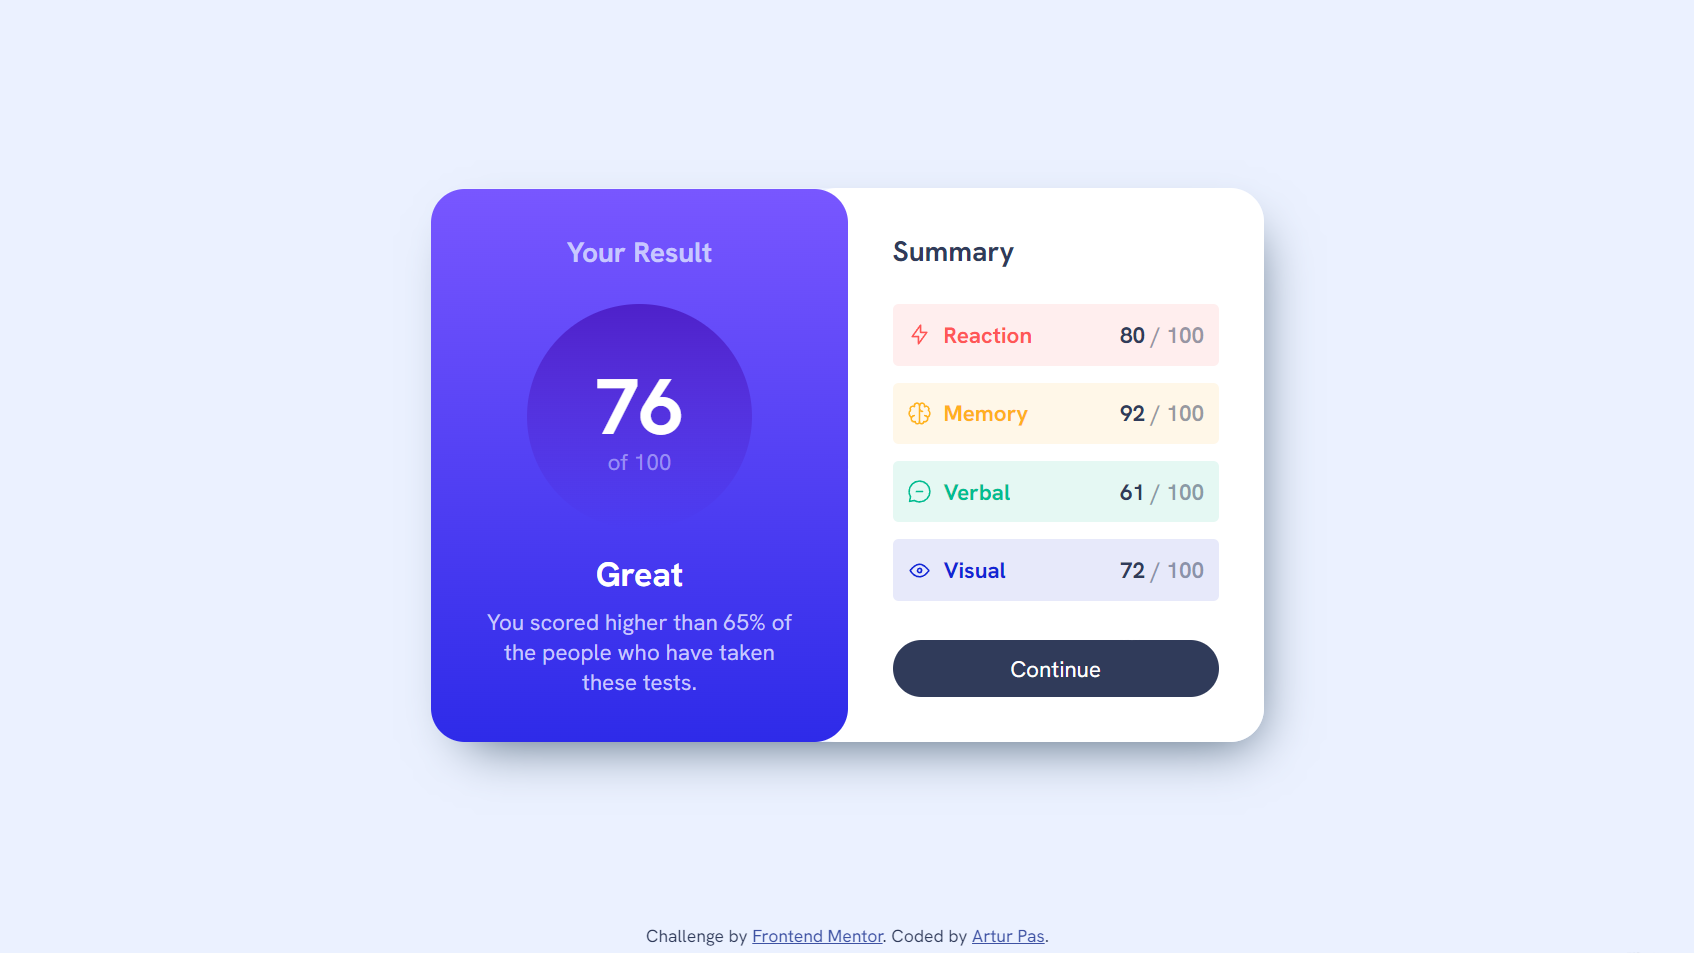 Your Result
76
of 100
Great
You scored higher than 65% of
the people who have taken
these tests.
Summary
Reaction 80 / 100
Memory 92 / 100
Verbal 61 / 100
Visual 72 / 100
Continue
Challenge by Frontend Mentor. Coded by Artur Pas.